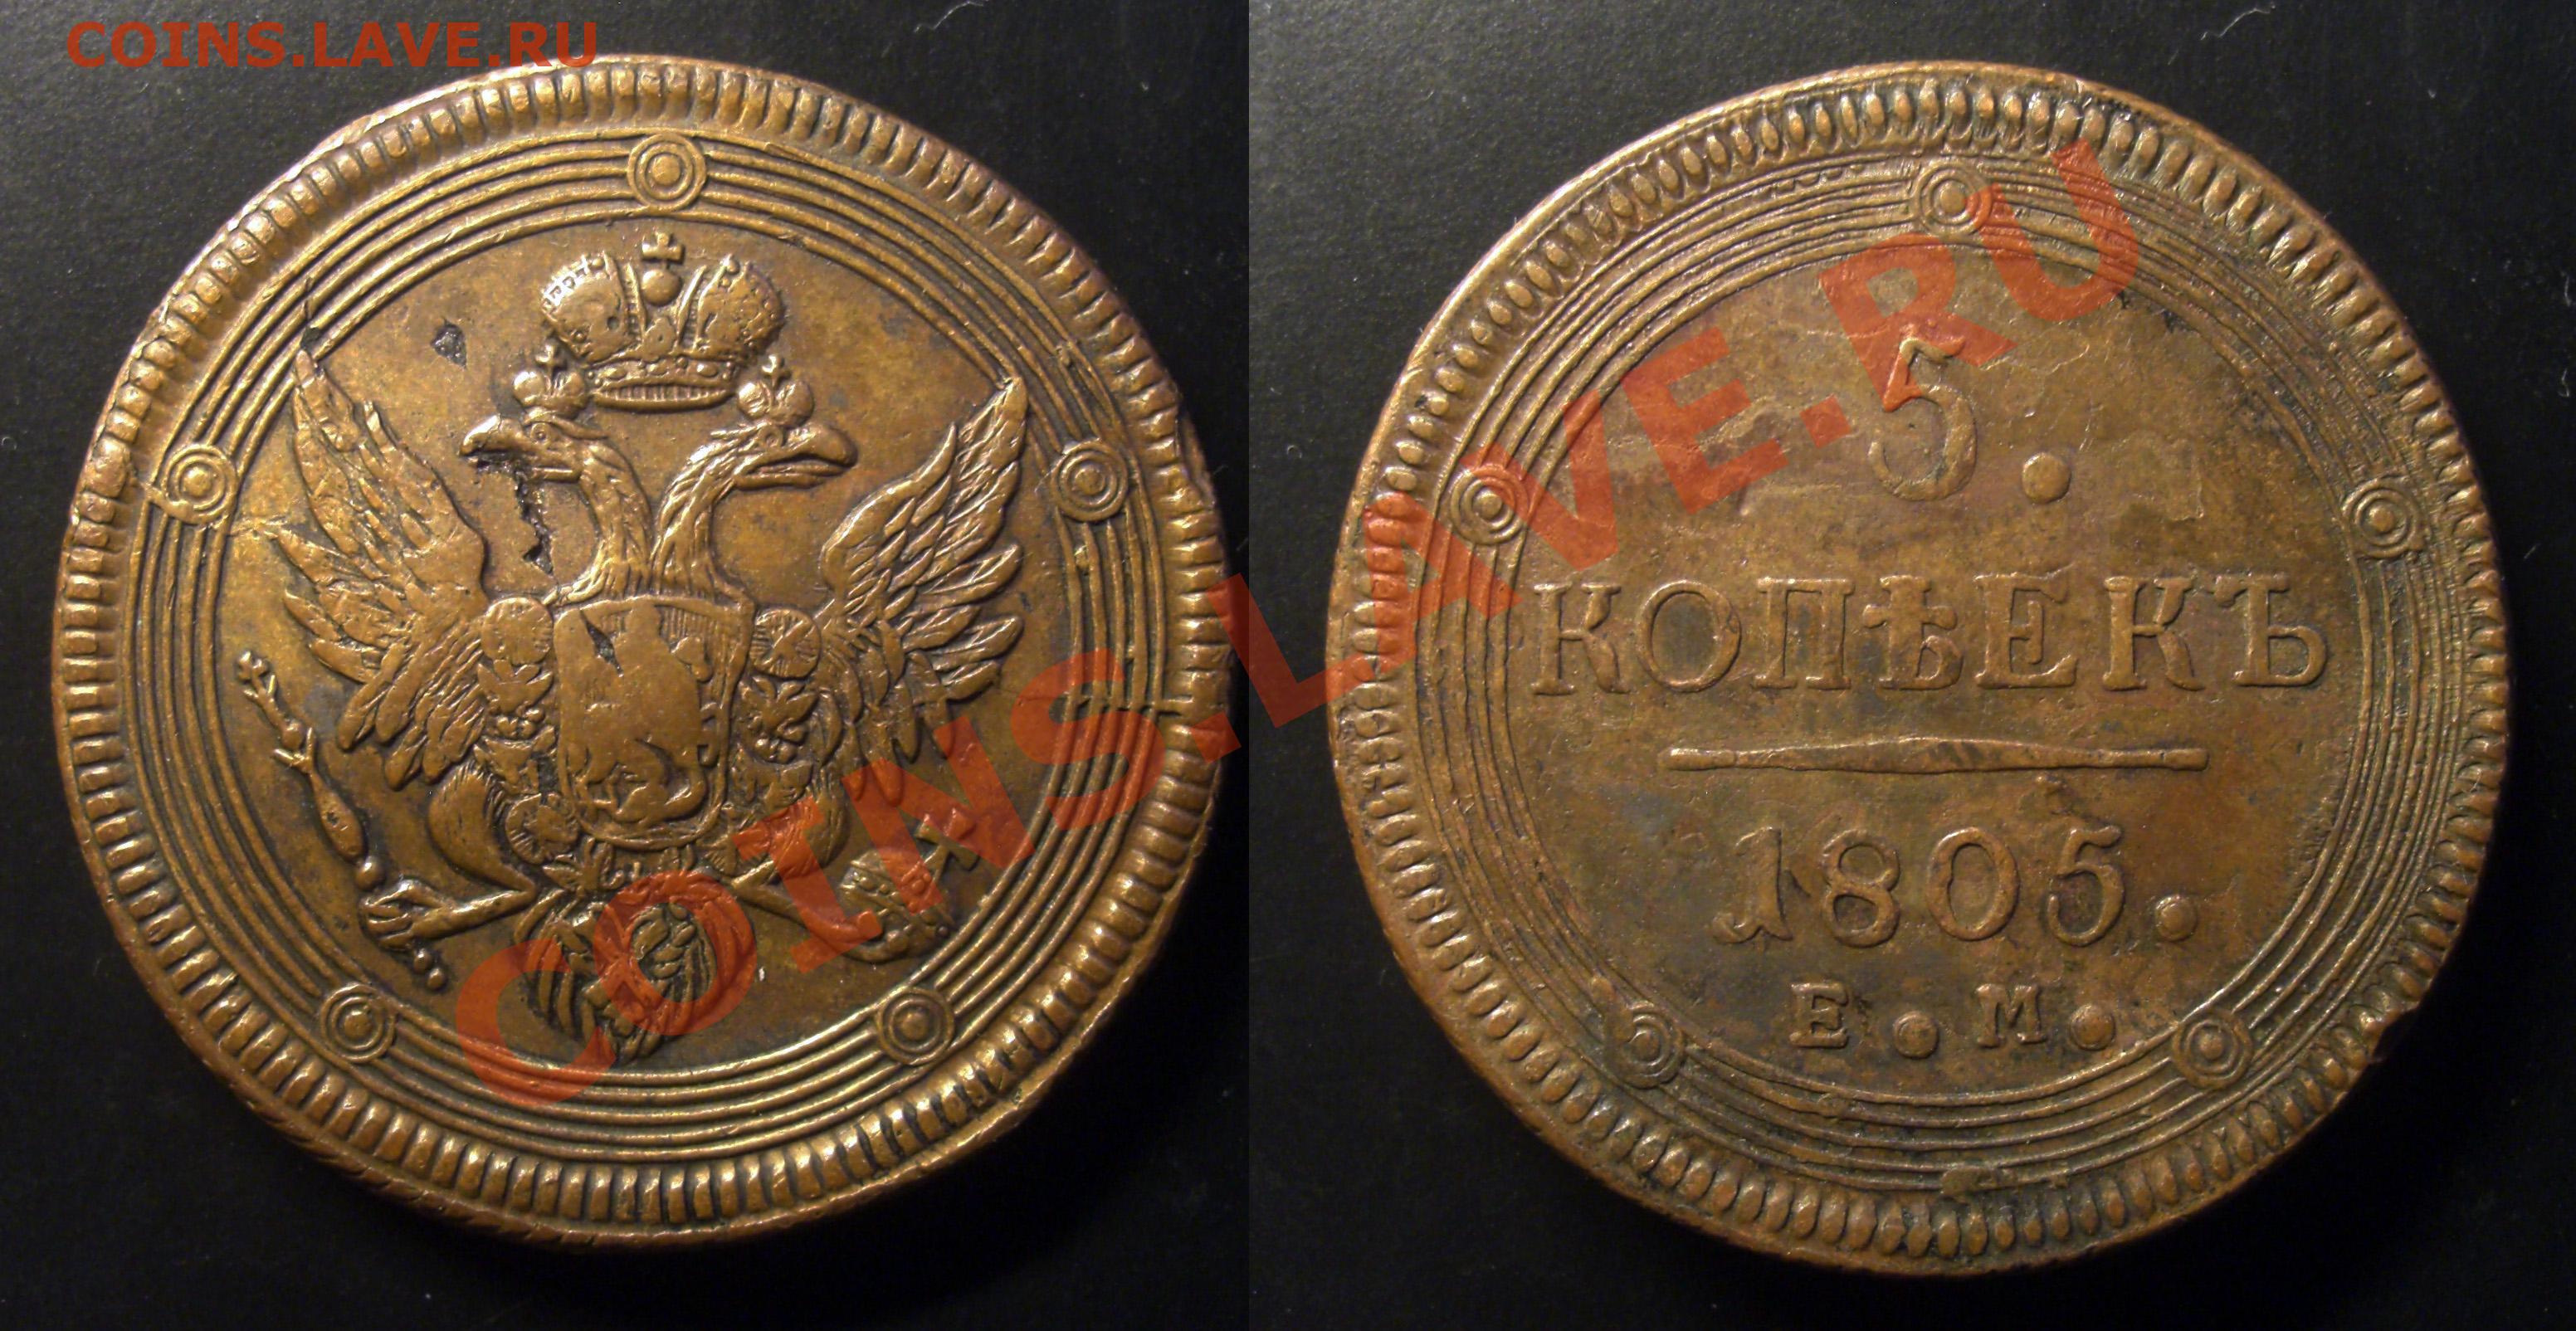 COINS.LAVE.RU
COINS.LAVE.RU
5.
КОПѢЕКЪ
1805.
Е.М.